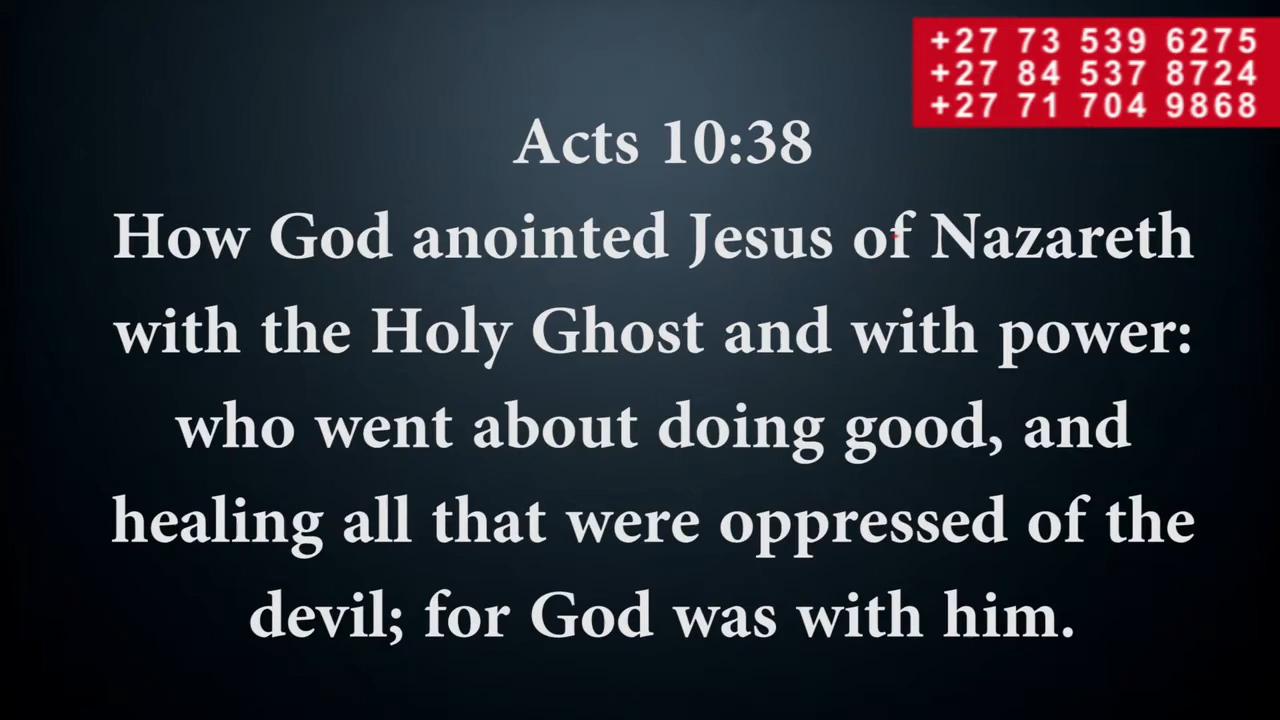 +27 73 539 6275
+27 84 537 8724
+27 71 704 9868
Acts 10:38
How God anointed Jesus of Nazareth
with the Holy Ghost and with power:
who went about doing good, and
healing all that were oppressed of the
devil; for God was with him.